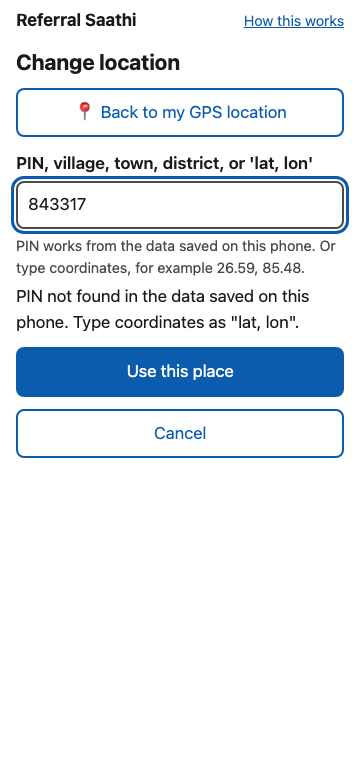 Referral Saathi
How this works
Change location
📍 Back to my GPS location
PIN, village, town, district, or 'lat, lon'
843317
PIN works from the data saved on this phone. Or
type coordinates, for example 26.59, 85.48.
PIN not found in the data saved on this
phone. Type coordinates as "lat, lon".
Use this place
Cancel